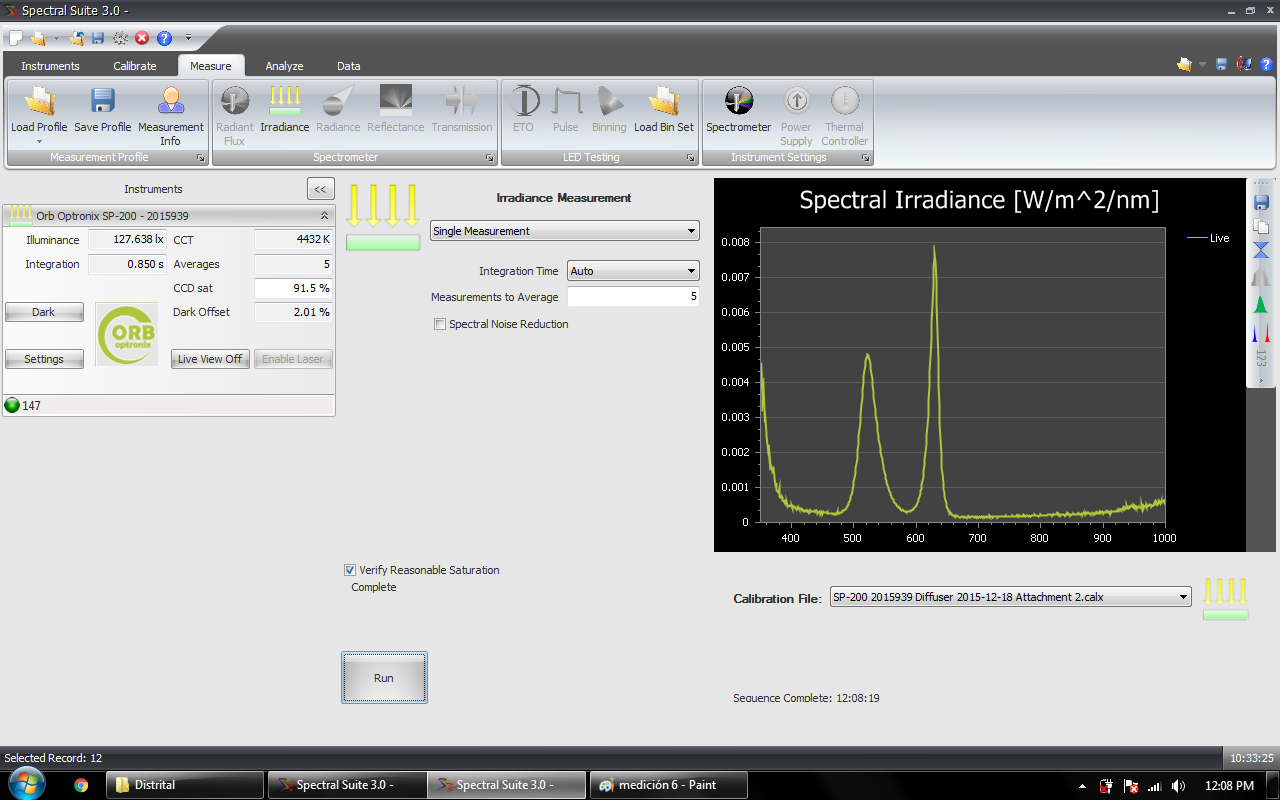 Spectral Suite 3.0 -
Instruments Calibrate Measure Analyze Data
Load Profile Save Profile Measurement Info
Measurement Profile
Radiant Flux Irradiance Radiance Reflectance Transmission
Spectrometer
ETO Pulse Binning Load Bin Set
LED Testing
Spectrometer Power Supply Thermal Controller
Instrument Settings
Instruments <<
Orb Optronix SP-200 - 2015939
Illuminance 127.638 lx CCT 4432 K
Integration 0.850 s Averages 5
CCD sat 91.5 %
Dark Dark Offset 2.01 %
ORB
optronix
Settings Live View Off Enable Laser
147
Irradiance Measurement
Single Measurement
Integration Time Auto
Measurements to Average 5
Spectral Noise Reduction
Verify Reasonable Saturation
Complete
Run
Spectral Irradiance [W/m^2/nm]
Live
0.008
0.007
0.006
0.005
0.004
0.003
0.002
0.001
0
400 500 600 700 800 900 1000
123
Calibration File: SP-200 2015939 Diffuser 2015-12-18 Attachment 2.calx
Sequence Complete: 12:08:19
Selected Record: 12 10:33:25
Distrital Spectral Suite 3.0 - Spectral Suite 3.0 - medición 6 - Paint 12:08 PM